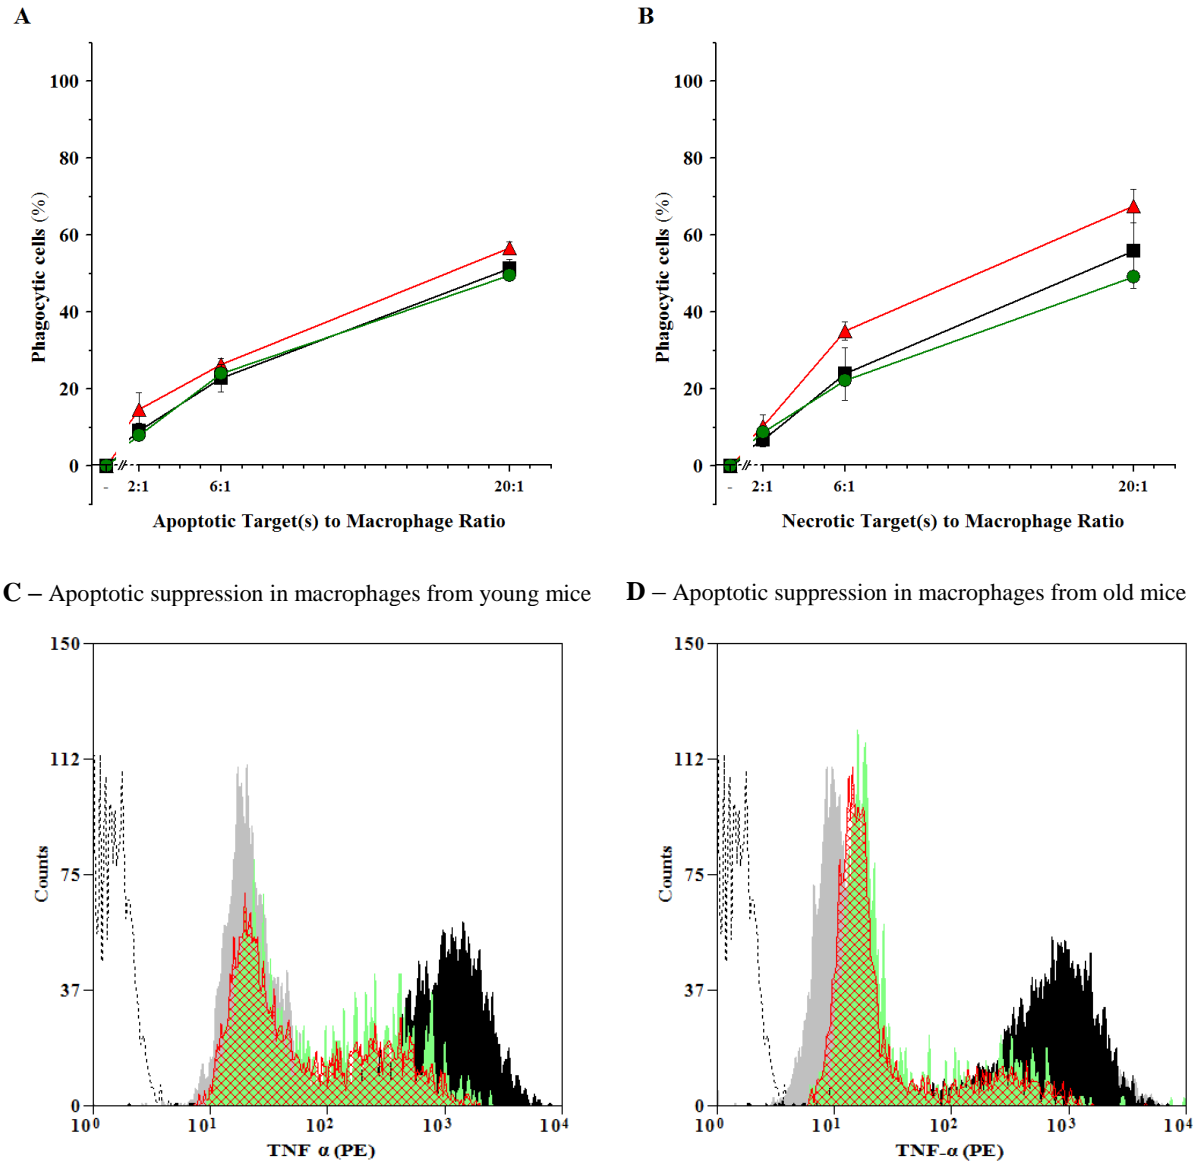 A
B
100
80
60
40
20
0
Phagocytic cells (%)
- 2:1 6:1 20:1
Apoptotic Target(s) to Macrophage Ratio
100
80
60
40
20
0
Phagocytic cells (%)
- 2:1 6:1 20:1
Necrotic Target(s) to Macrophage Ratio
C – Apoptotic suppression in macrophages from young mice
D – Apoptotic suppression in macrophages from old mice
150
112
75
37
0
Counts
10⁰ 10¹ 10² 10³ 10⁴
TNF α (PE)
150
112
75
37
0
Counts
10⁰ 10¹ 10² 10³ 10⁴
TNF-α (PE)